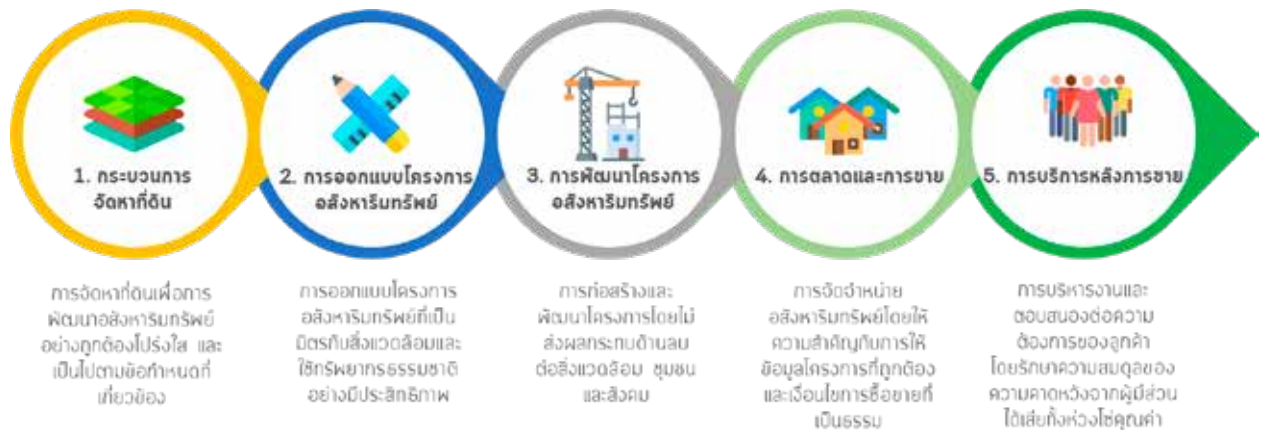 1. กระบวนการ
จัดหาที่ดิน
2. การออกแบบโครงการ
อสังหาริมทรัพย์
3. การพัฒนาโครงการ
อสังหาริมทรัพย์
4. การตลาดและการขาย
5. การบริการหลังการขาย
การจัดหาที่ดินเพื่อการ
พัฒนาอสังหาริมทรัพย์
อย่างถูกต้องโปร่งใส และ
เป็นไปตามข้อกำหนดที่
เกี่ยวข้อง
การออกแบบโครงการ
อสังหาริมทรัพย์ที่เป็น
มิตรกับสิ่งแวดล้อมและ
ใช้ทรัพยากรธรรมชาติ
อย่างมีประสิทธิภาพ
การก่อสร้างและ
พัฒนาโครงการโดยไม่
ส่งผลกระทบด้านลบ
ต่อสิ่งแวดล้อม ชุมชน
และสังคม
การจัดจำหน่าย
อสังหาริมทรัพย์โดยให้
ความสำคัญกับการให้
ข้อมูลโครงการที่ถูกต้อง
และเงื่อนไขการซื้อขายที่
เป็นธรรม
การบริหารงานและ
ตอบสนองต่อความ
ต้องการของลูกค้า
โดยรักษาความสมดุลของ
ความคาดหวังจากผู้มีส่วน
ได้เสียทั้งห่วงโซ่คุณค่า